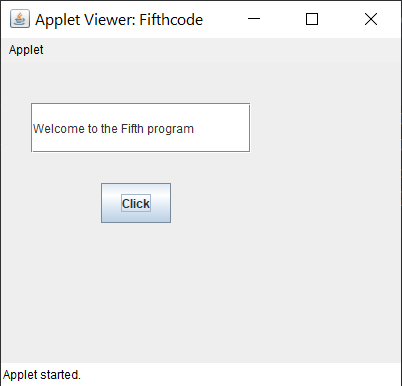 Applet Viewer: Fifthcode
Applet
Welcome to the Fifth program
Click
Applet started.